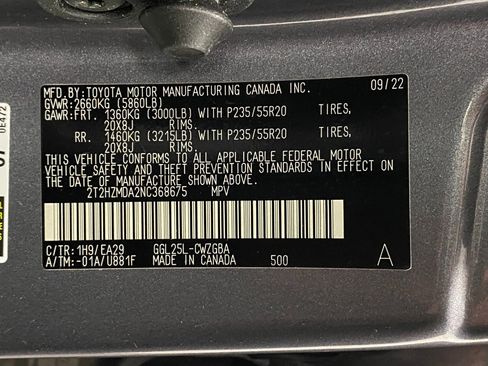 MFD.BY:TOYOTA MOTOR MANUFACTURING CANADA INC. 09/22
GVWR:2660KG (5860LB)
GAWR:FRT. 1360KG (3000LB) WITH P235/55R20 TIRES,
20X8J RIMS.
RR. 1460KG (3215LB) WITH P235/55R20 TIRES,
20X8J RIMS.
THIS VEHICLE CONFORMS TO ALL APPLICABLE FEDERAL MOTOR
VEHICLE SAFETY AND THEFT PREVENTION STANDARDS IN EFFECT ON
THE DATE OF MANUFACTURE SHOWN ABOVE.
2T2HZMDA2NC368675 MPV
C/TR: 1H9/EA29 GGL25L-CWZGBA
A/TM:-01A/U881F MADE IN CANADA 500 A
0E472